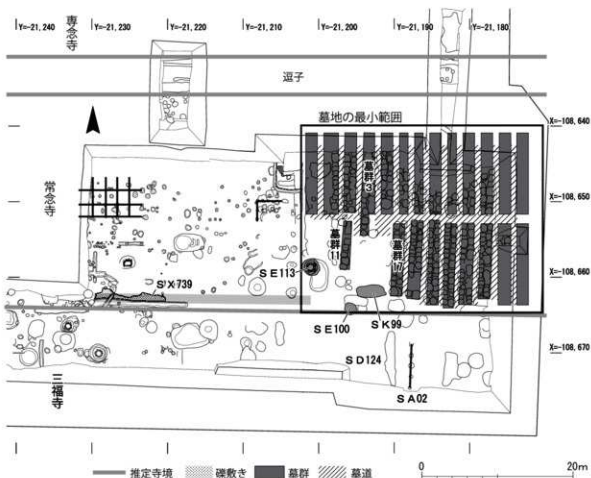 Y=-21, 240
Y=-21, 230
Y=-21, 220
Y=-21, 210
Y=-21, 200
Y=-21, 190
Y=-21, 180
専念寺
逗子
墓地の最小範囲
X=-108, 640
常念寺
墓群3
X=-108, 650
墓群11
墓群17
SE113
X=-108, 660
SX739
SE100
SK99
SD124
X=-108, 670
三福寺
SA02
推定寺境
礫敷き
墓群
墓道
0
20m